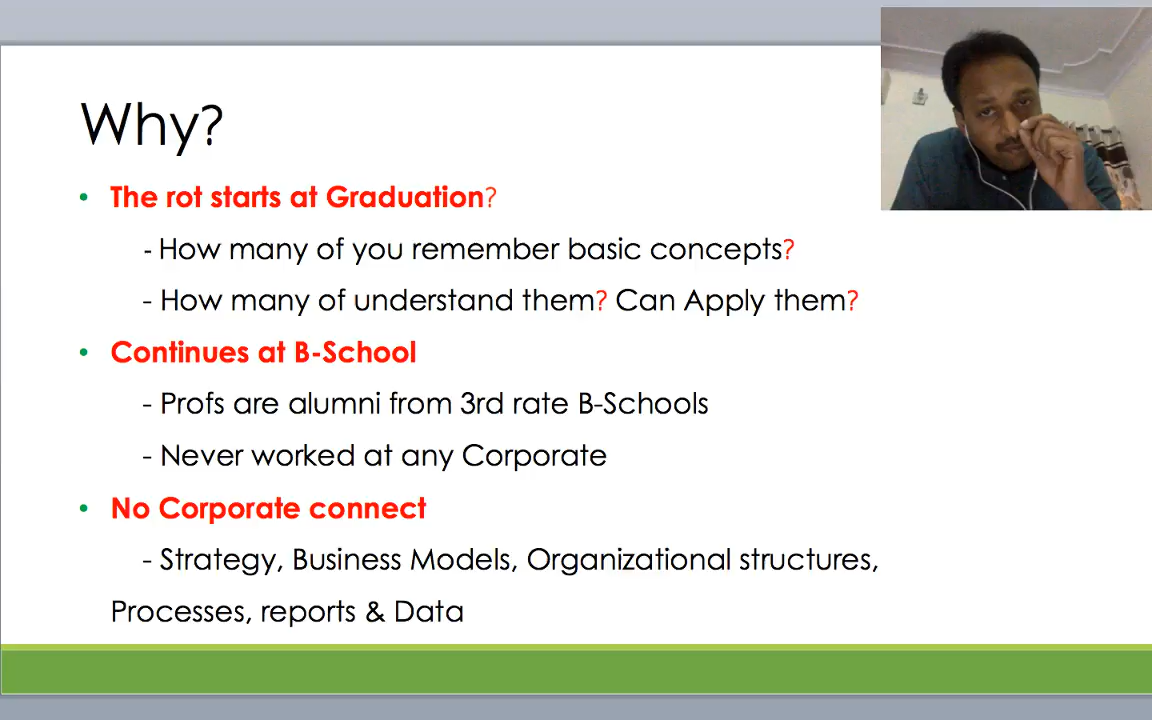 Why?
• The rot starts at Graduation?
- How many of you remember basic concepts?
- How many of understand them? Can Apply them?
• Continues at B-School
- Profs are alumni from 3rd rate B-Schools
- Never worked at any Corporate
• No Corporate connect
- Strategy, Business Models, Organizational structures,
Processes, reports & Data